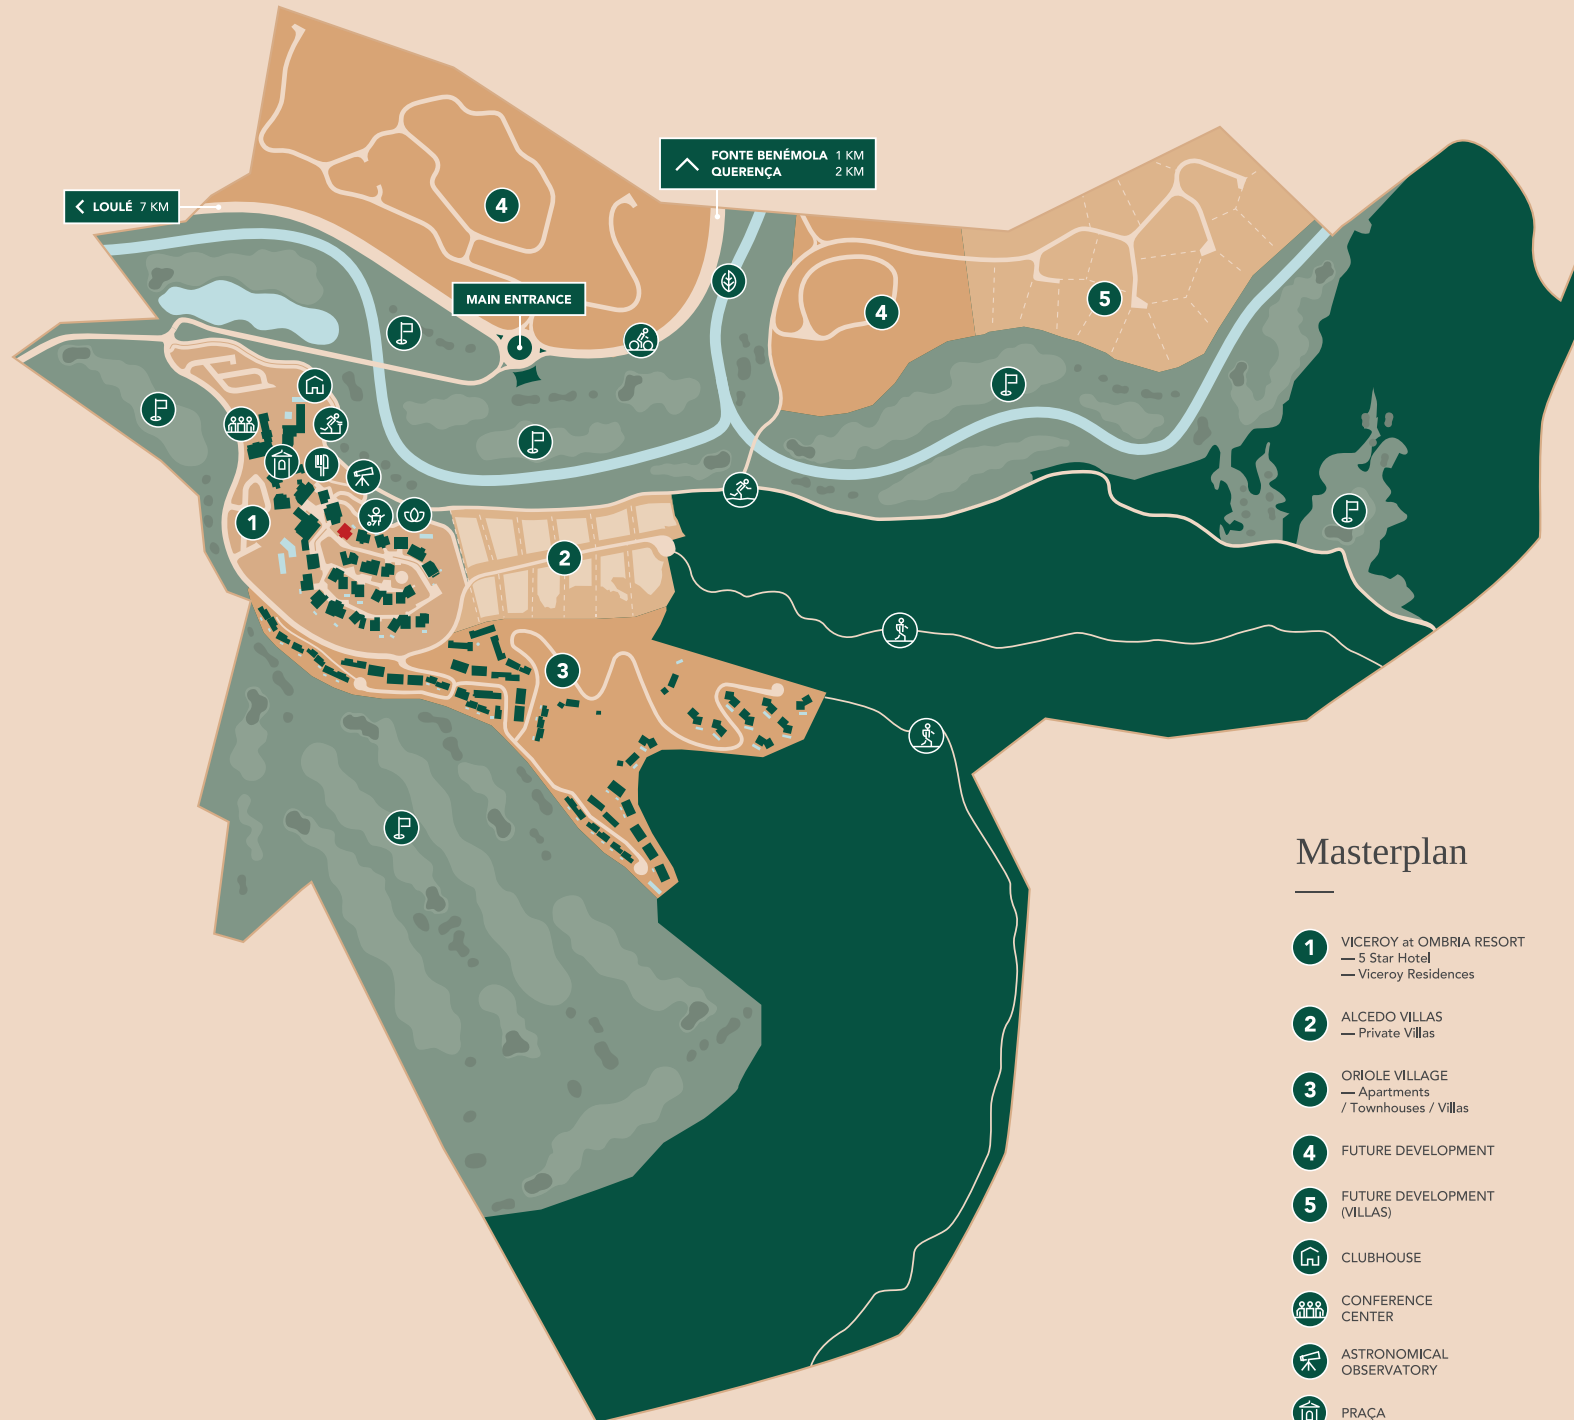 FONTE BENÉMOLA 1 KM
QUERENÇA 2 KM
LOULÉ 7 KM
4
MAIN ENTRANCE
4
5
1
2
3
Masterplan
1 VICEROY at OMBRIA RESORT
— 5 Star Hotel
— Viceroy Residences
2 ALCEDO VILLAS
— Private Villas
3 ORIOLE VILLAGE
— Apartments
/ Townhouses / Villas
4 FUTURE DEVELOPMENT
5 FUTURE DEVELOPMENT
(VILLAS)
CLUBHOUSE
CONFERENCE
CENTER
ASTRONOMICAL
OBSERVATORY
PRAÇA